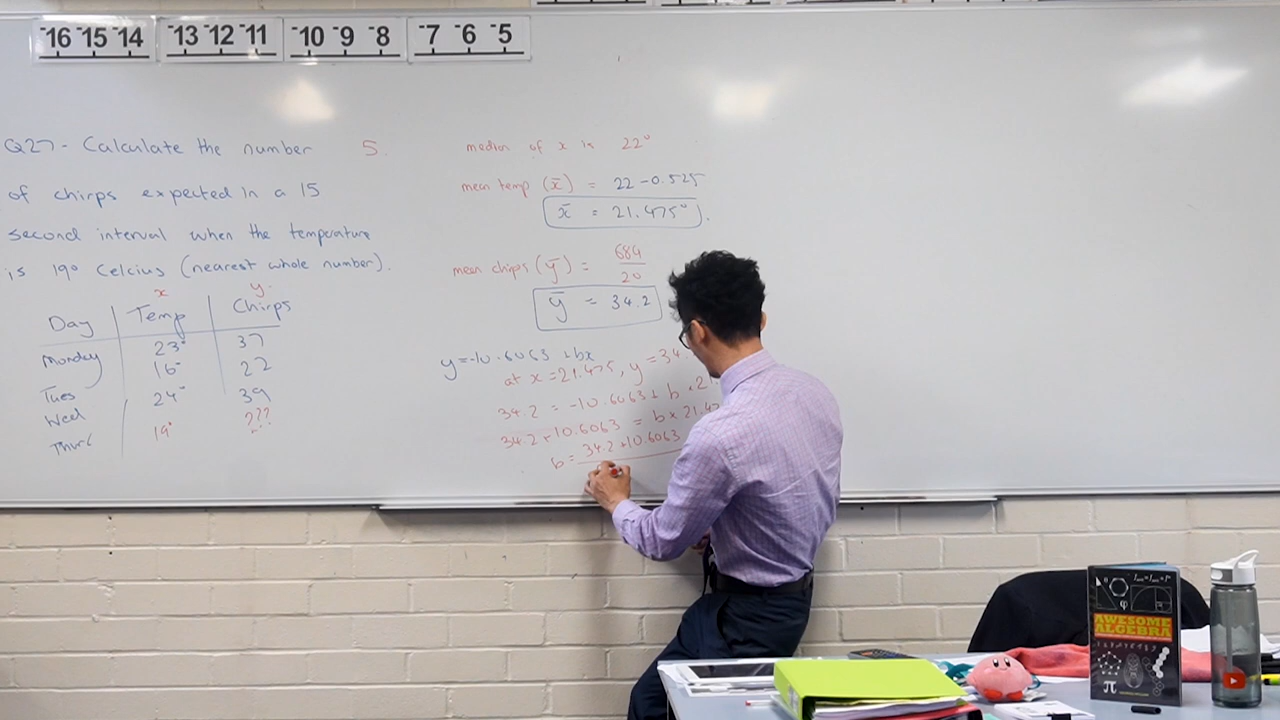 -16 -15 -14 -13 -12 -11 -10 -9 -8 -7 -6 -5
Q27 - Calculate the number 5.
of chirps expected in a 15
second interval when the temperature
is 19° Celcius (nearest whole number).
x y
Day Temp Chirps
Monday 23° 37
Tues 16° 22
Wed 24° 39
Thurs 19° ???
median of x is 22°
mean temp (x̄) = 22 - 0.525
x̄ = 21.475°.
mean chips (ȳ) = 684
20
ȳ = 34.2
y = -10.6063 + bx
at x = 21.475, y = 34.
34.2 = -10.6063 + b × 21
34.2 + 10.6063 = b × 21.47
b = 34.2 + 10.6063
AWESOME
ALGEBRA
π